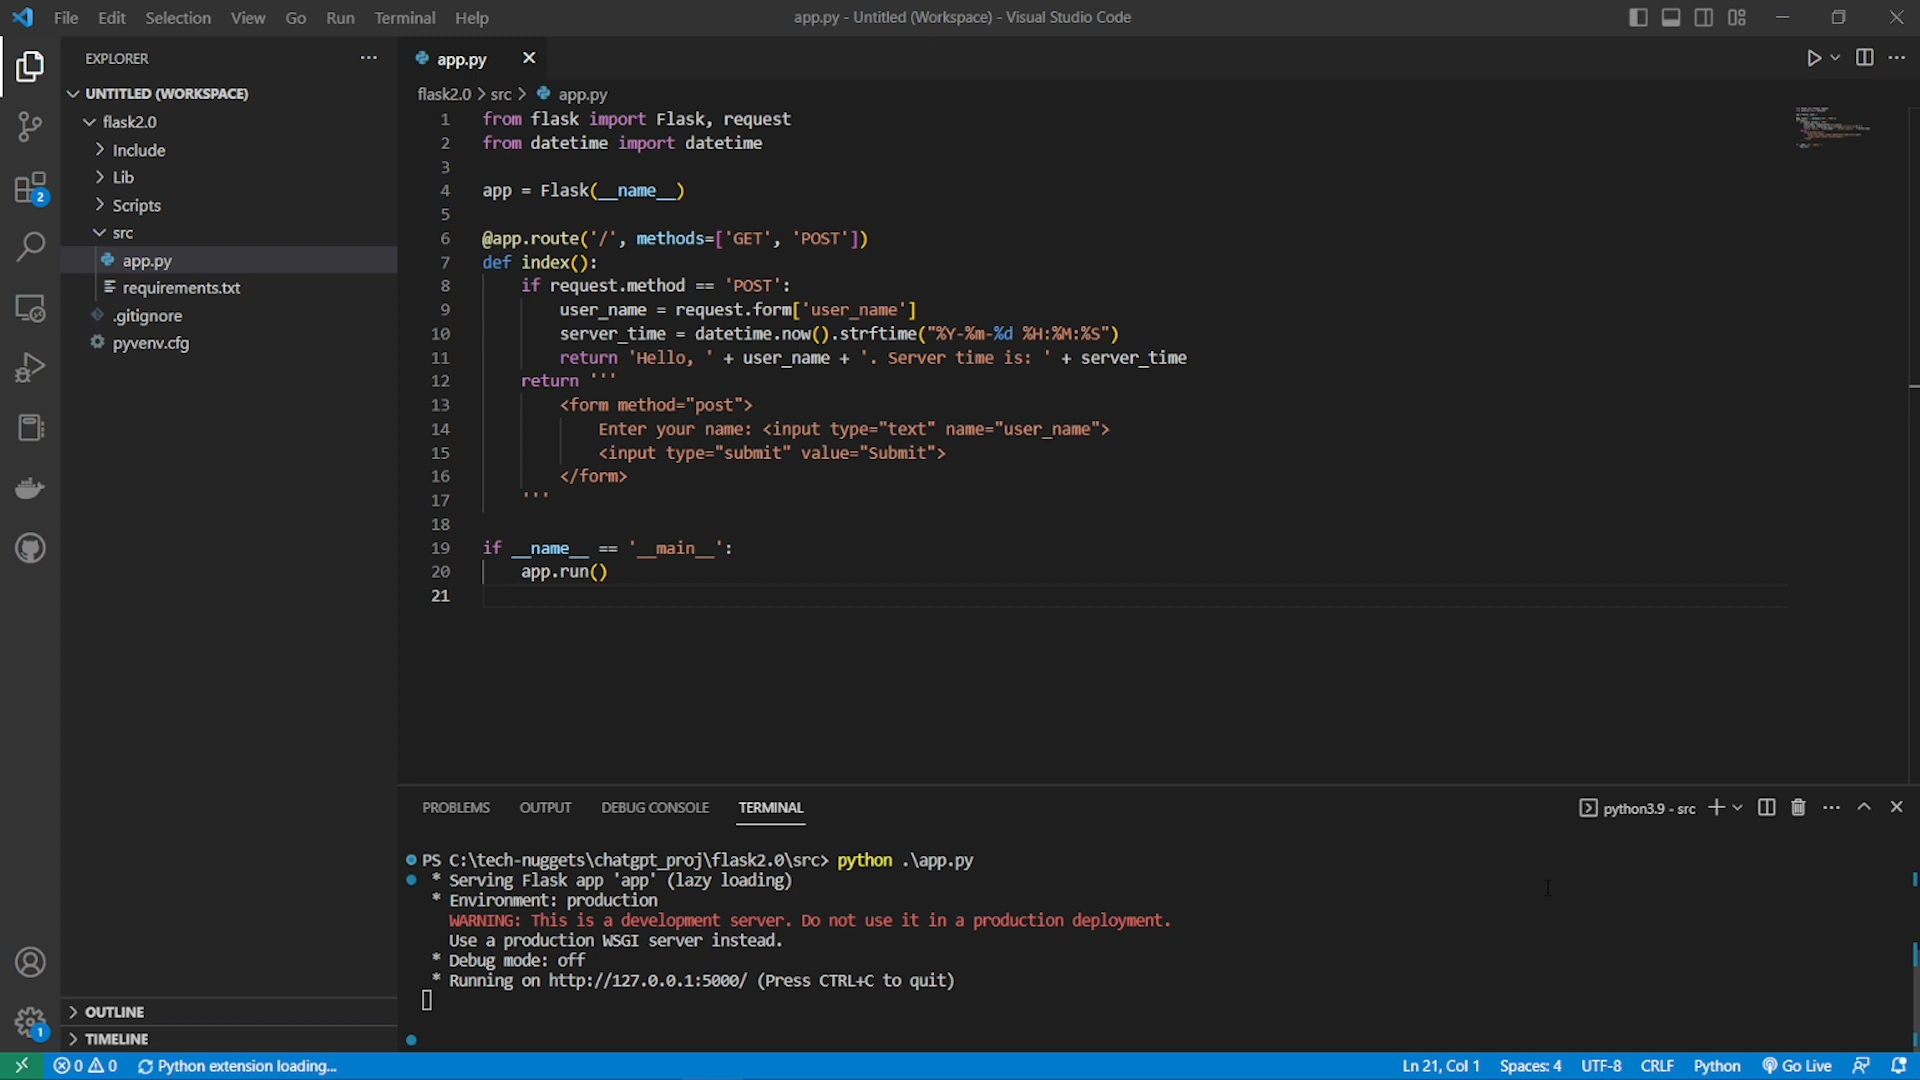 File Edit Selection View Go Run Terminal Help
app.py - Untitled (Workspace) - Visual Studio Code
EXPLORER
UNTITLED (WORKSPACE)
flask2.0
Include
Lib
Scripts
src
app.py
requirements.txt
.gitignore
pyvenv.cfg
OUTLINE
TIMELINE
2
1
app.py
flask2.0 > src > app.py
1 from flask import Flask, request
2 from datetime import datetime
3
4 app = Flask(__name__)
5
6 @app.route('/', methods=['GET', 'POST'])
7 def index():
8     if request.method == 'POST':
9         user_name = request.form['user_name']
10         server_time = datetime.now().strftime("%Y-%m-%d %H:%M:%S")
11         return 'Hello, ' + user_name + '. Server time is: ' + server_time
12     return '''
13         <form method="post">
14             Enter your name: <input type="text" name="user_name">
15             <input type="submit" value="Submit">
16         </form>
17     '''
18
19 if __name__ == '__main__':
20     app.run()
21
PROBLEMS OUTPUT DEBUG CONSOLE TERMINAL
python3.9 - src
PS C:\tech-nuggets\chatgpt_proj\flask2.0\src> python .\app.py
* Serving Flask app 'app' (lazy loading)
* Environment: production
WARNING: This is a development server. Do not use it in a production deployment.
Use a production WSGI server instead.
* Debug mode: off
* Running on http://127.0.0.1:5000/ (Press CTRL+C to quit)
0 0 Python extension loading...
Ln 21, Col 1 Spaces: 4 UTF-8 CRLF Python Go Live